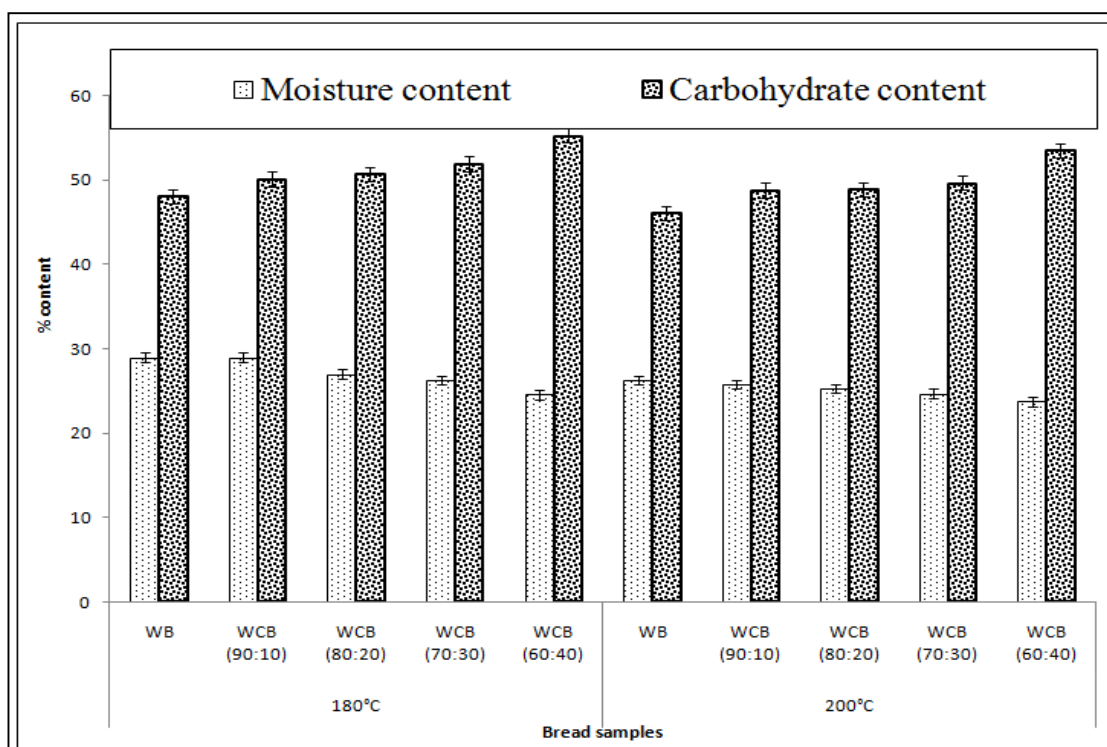 Moisture content
Carbohydrate content
60
50
40
30
20
10
0
% content
WB
WCB
(90:10)
WCB
(80:20)
WCB
(70:30)
WCB
(60:40)
WB
WCB
(90:10)
WCB
(80:20)
WCB
(70:30)
WCB
(60:40)
180°C
200°C
Bread samples